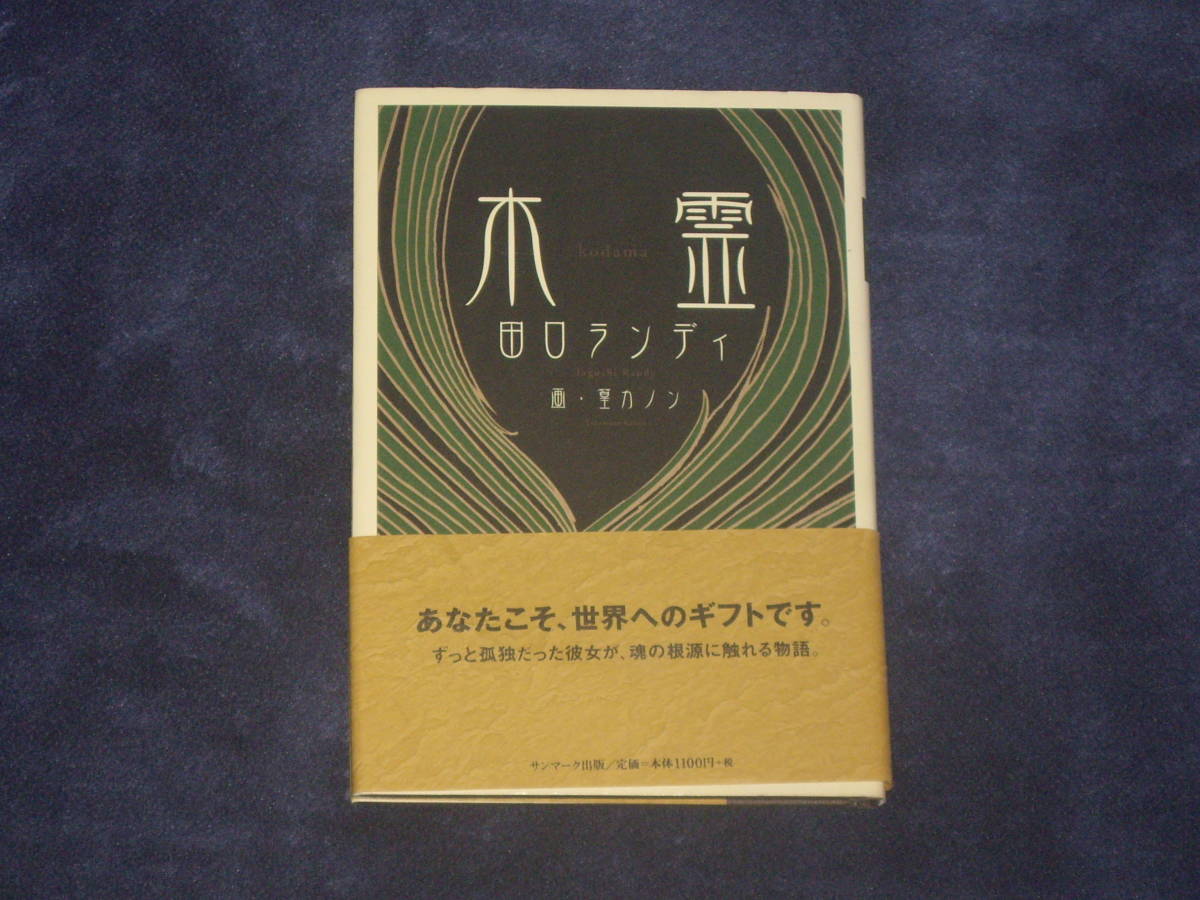 木霊
kodama
田口ランディ
Taguchi Randy
画・篁カノン
あなたこそ、世界へのギフトです。
ずっと孤独だった彼女が、魂の根源に触れる物語。
サンマーク出版/定価=本体1100円+税